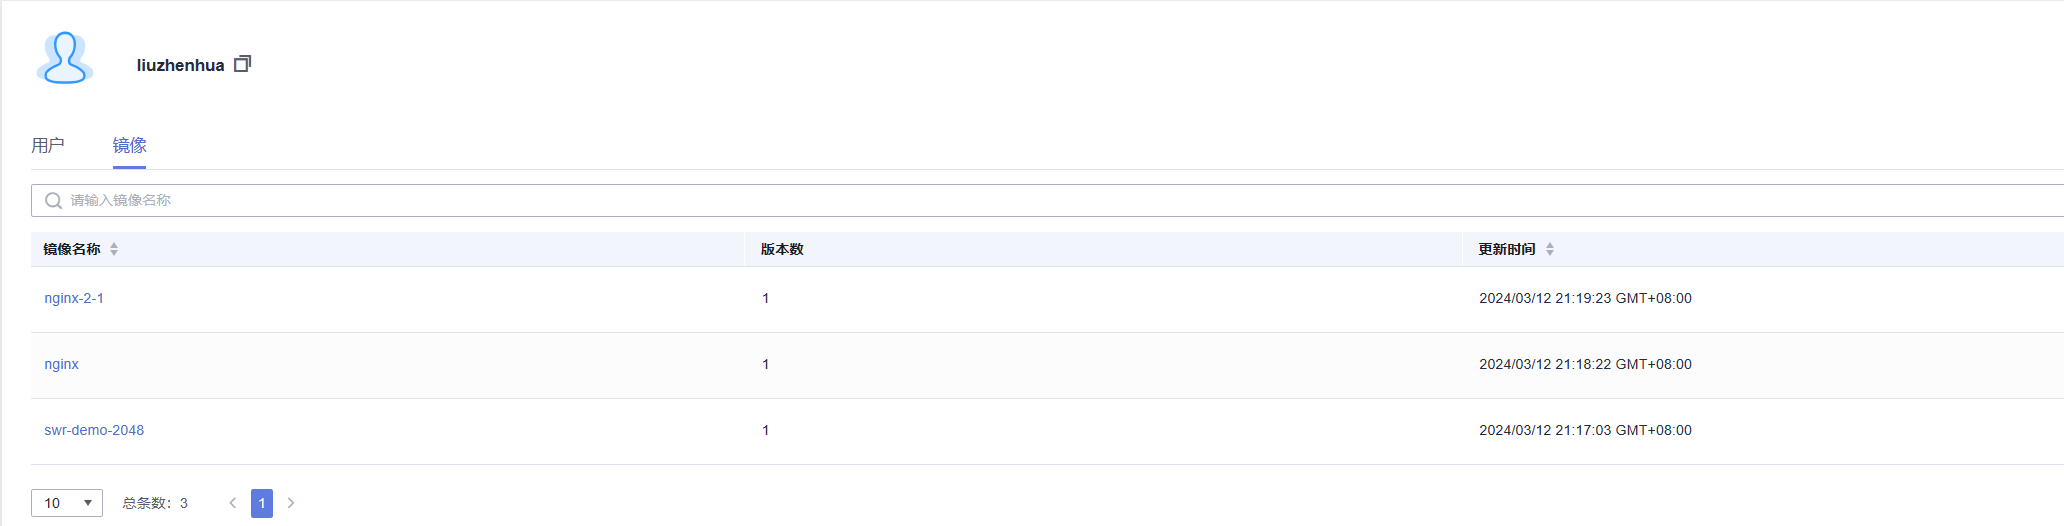 liuzhenhua
用户 镜像
请输入镜像名称
镜像名称 版本数 更新时间
nginx-2-1 1 2024/03/12 21:19:23 GMT+08:00
nginx 1 2024/03/12 21:18:22 GMT+08:00
swr-demo-2048 1 2024/03/12 21:17:03 GMT+08:00
10 总条数：3 1